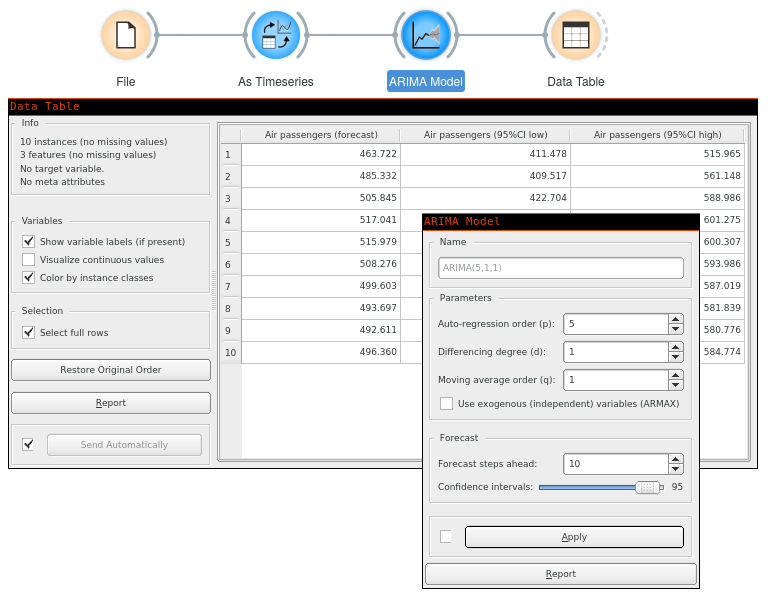 File
As Timeseries
ARIMA Model
Data Table
Data Table
Info
10 instances (no missing values)
3 features (no missing values)
No target variable.
No meta attributes
Variables
Show variable labels (if present)
Visualize continuous values
Color by instance classes
Selection
Select full rows
Restore Original Order
Report
Send Automatically
Air passengers (forecast) Air passengers (95%CI low) Air passengers (95%CI high)
1 463.722 411.478 515.965
2 485.332 409.517 561.148
3 505.845 422.704 588.986
4 517.041 601.275
5 515.979 600.307
6 508.276 593.986
7 499.603 587.019
8 493.697 581.839
9 492.611 580.776
10 496.360 584.774
ARIMA Model
Name
ARIMA(5,1,1)
Parameters
Auto-regression order (p): 5
Differencing degree (d): 1
Moving average order (q): 1
Use exogenous (independent) variables (ARMAX)
Forecast
Forecast steps ahead: 10
Confidence intervals: 95
Apply
Report